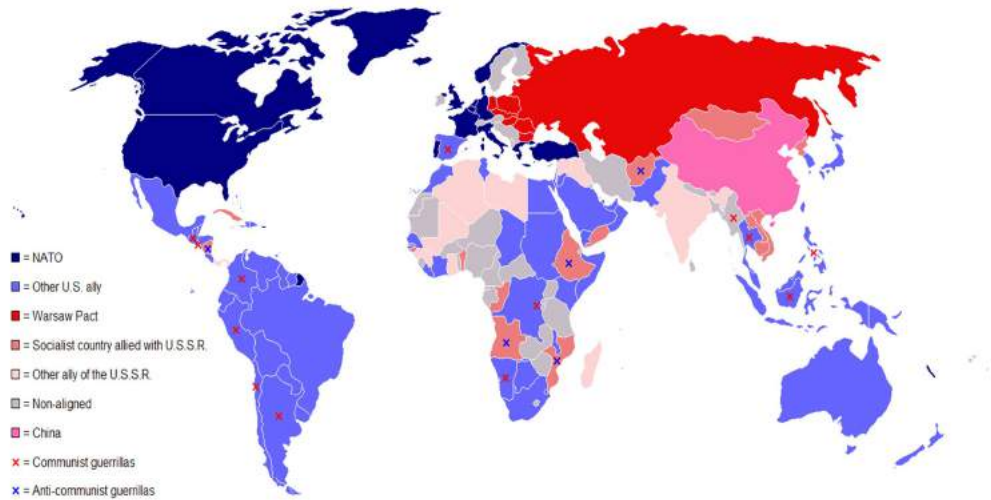 = NATO
= Other U.S. ally
= Warsaw Pact
= Socialist country allied with U.S.S.R.
= Other ally of the U.S.S.R.
= Non-aligned
= China
× = Communist guerrillas
× = Anti-communist guerrillas